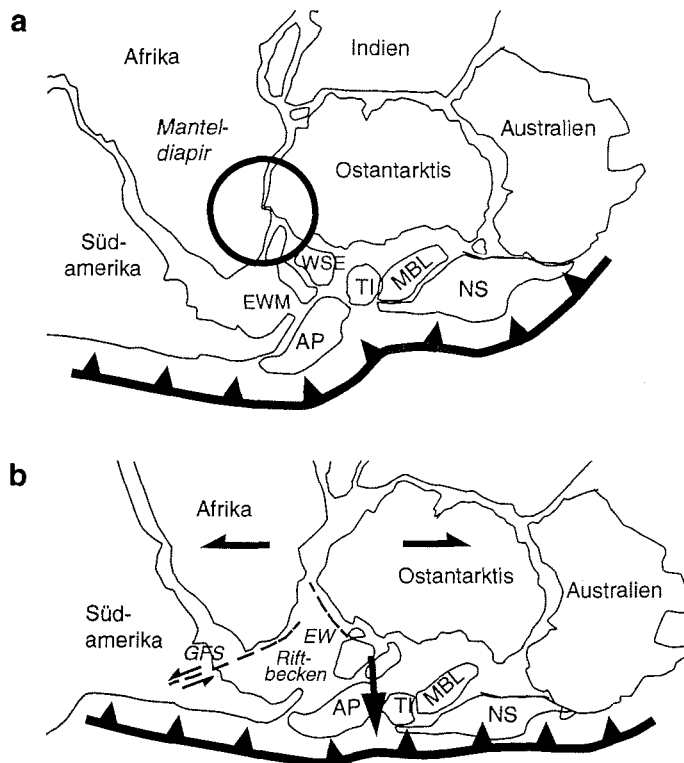 a
Afrika
Indien
Mantel-
diapir
Australien
Ostantarktis
Süd-
amerika
WSE
EWM
TI
MBL
NS
AP
b
Afrika
Ostantarktis
Australien
Süd-
amerika
GFS
EW
Rift-
becken
AP
TI
MBL
NS